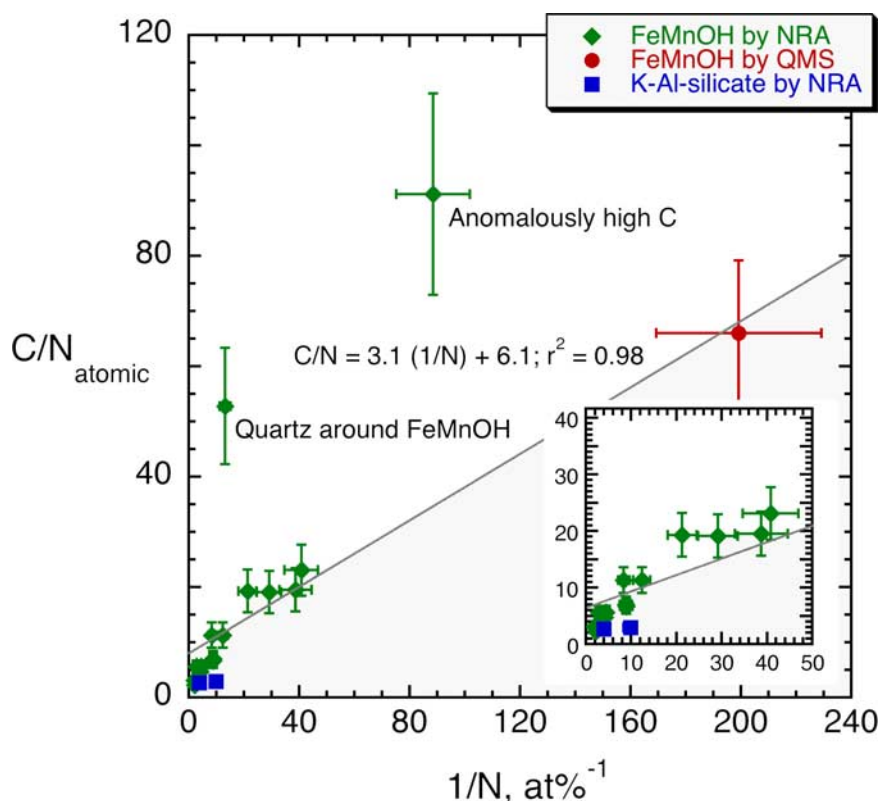 120
FeMnOH by NRA
FeMnOH by QMS
K-Al-silicate by NRA
Anomalously high C
80
C/N atomic
C/N = 3.1 (1/N) + 6.1; r² = 0.98
Quartz around FeMnOH
40
40
30
20
10
0
0 10 20 30 40 50
0
0 40 80 120 160 200 240
1/N, at%⁻¹